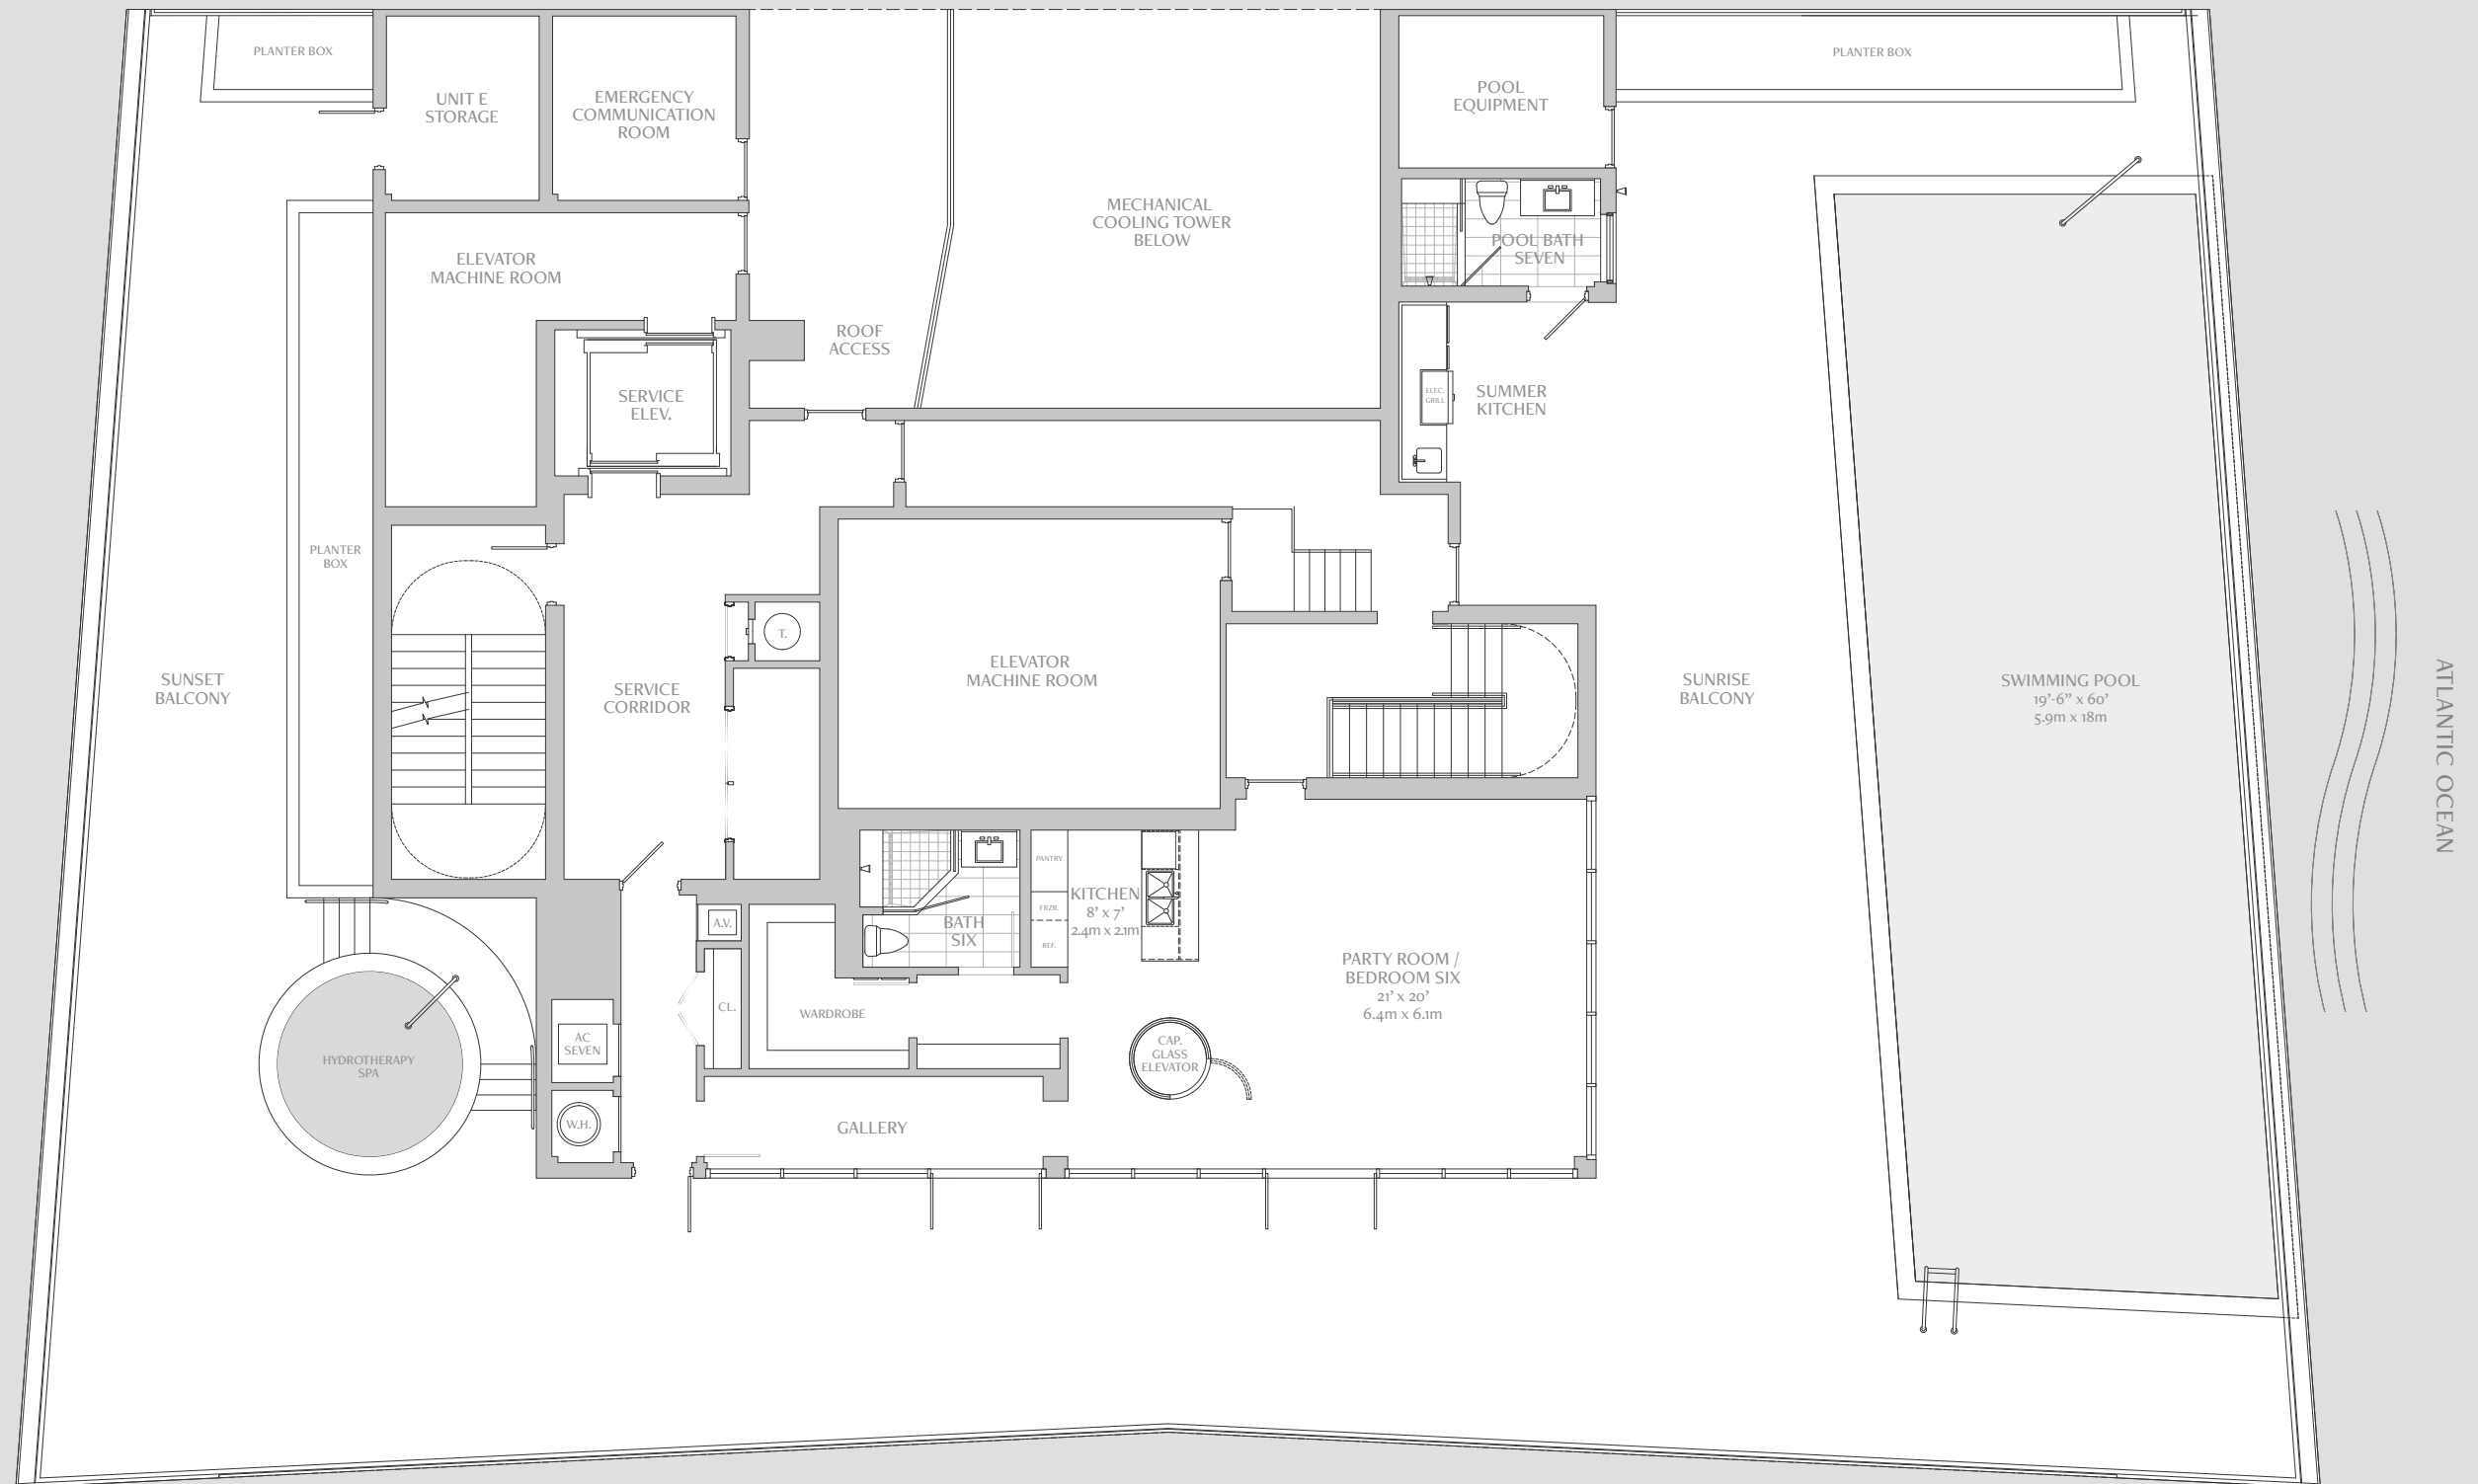 PLANTER BOX
UNIT E
STORAGE
EMERGENCY
COMMUNICATION
ROOM
POOL
EQUIPMENT
PLANTER BOX
MECHANICAL
COOLING TOWER
BELOW
POOL BATH
SEVEN
ELEVATOR
MACHINE ROOM
ROOF
ACCESS
SERVICE
ELEV.
ELEC.
GRILL
SUMMER
KITCHEN
PLANTER
BOX
T.
SUNSET
BALCONY
SERVICE
CORRIDOR
ELEVATOR
MACHINE ROOM
SUNRISE
BALCONY
SWIMMING POOL
19'-6" x 60'
5.9m x 18m
ATLANTIC OCEAN
PANTRY
FRZR.
REF.
KITCHEN
8' x 7'
2.4m x 2.1m
A.V.
BATH
SIX
PARTY ROOM /
BEDROOM SIX
21' x 20'
6.4m x 6.1m
CL.
WARDROBE
AC
SEVEN
CAP.
GLASS
ELEVATOR
HYDROTHERAPY
SPA
W.H.
GALLERY